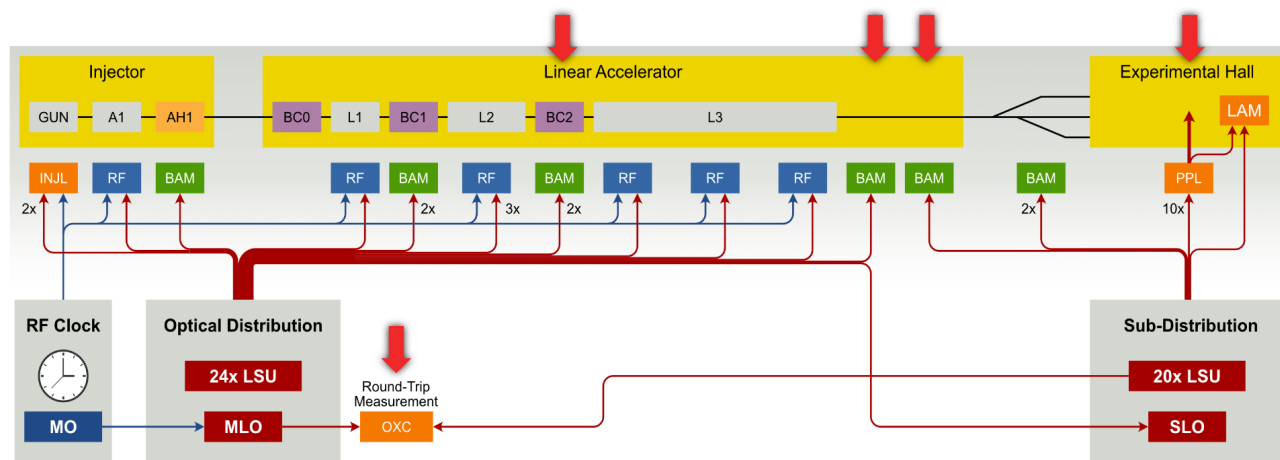 Injector
Linear Accelerator
Experimental Hall
GUN
A1
AH1
BC0
L1
BC1
L2
BC2
L3
LAM
INJL
RF
BAM
RF
BAM
RF
BAM
RF
RF
RF
BAM
BAM
BAM
PPL
2x
2x
3x
2x
2x
10x
RF Clock
Optical Distribution
Sub-Distribution
24x LSU
Round-Trip
Measurement
20x LSU
MO
MLO
OXC
SLO